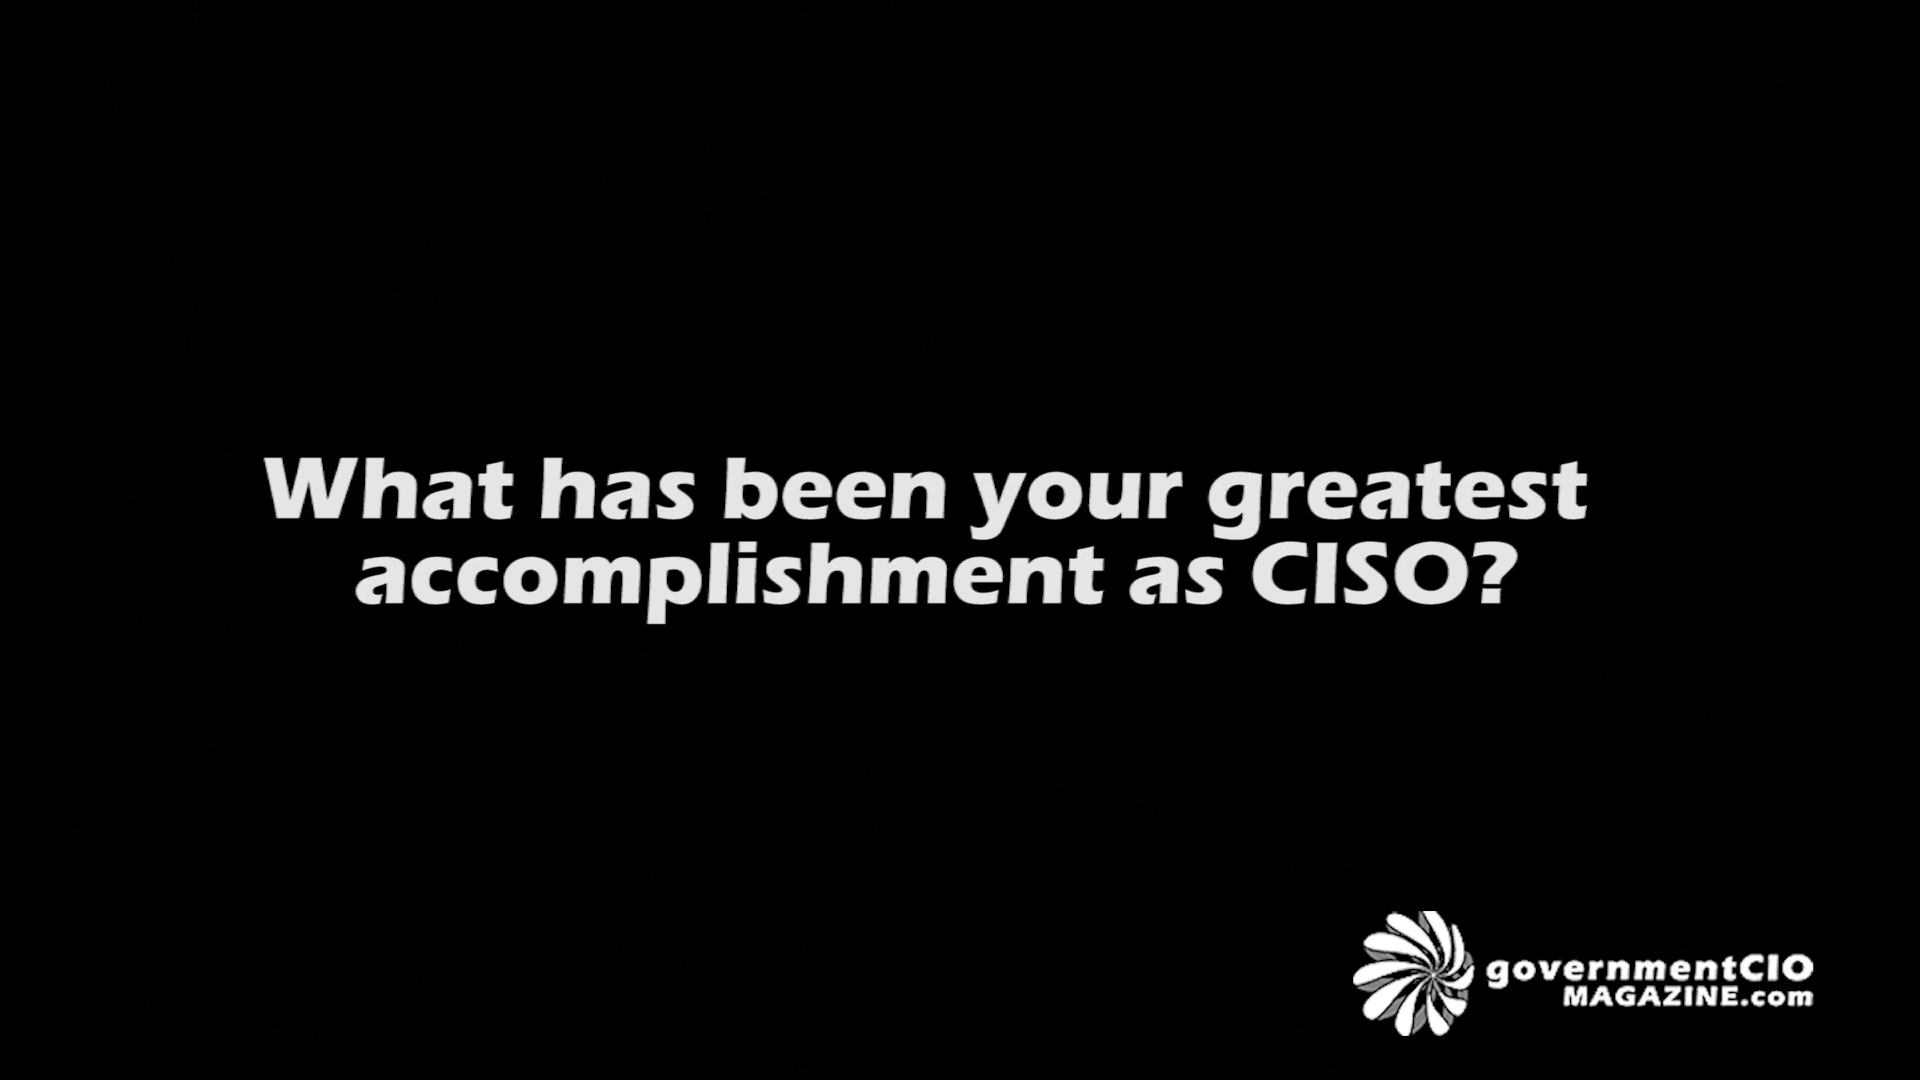 What has been your greatest
accomplishment as CISO?
governmentCIO
MAGAZINE.com